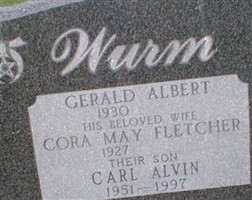 Wurm
GERALD ALBERT
1930
HIS BELOVED WIFE
CORA MAY FLETCHER
1927
THEIR SON
CARL ALVIN
1951-1997